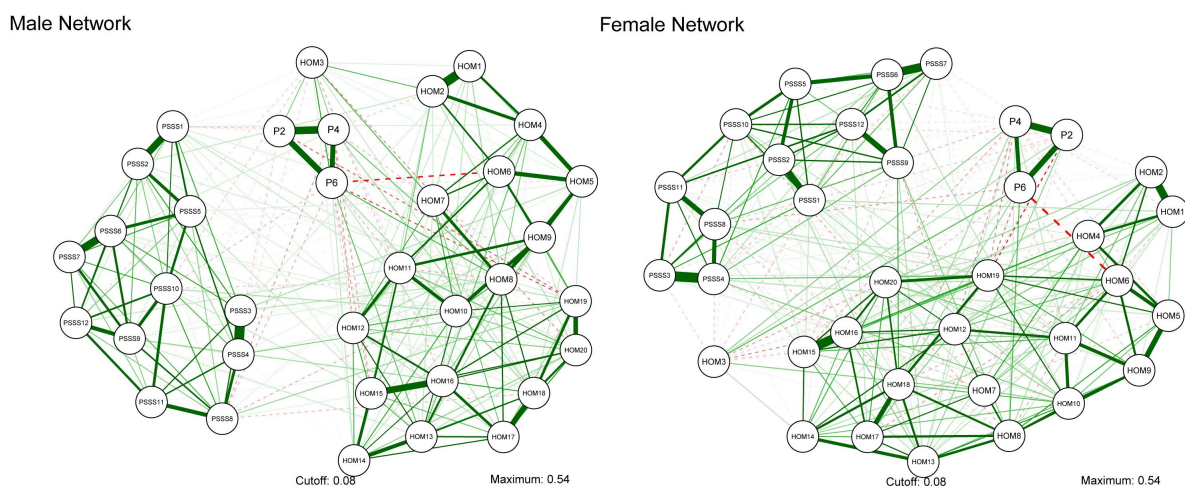 Male Network
Female Network
HOM3
HOM1
HOM2
PSSS1
P2
P4
HOM4
PSSS2
P6
HOM6
HOM5
HOM7
PSSS5
PSSS6
HOM9
PSSS7
HOM11
HOM8
PSSS10
HOM19
PSSS3
HOM10
PSSS12
HOM12
PSSS9
PSSS4
HOM20
HOM16
HOM15
HOM18
PSSS11
PSSS8
HOM13
HOM17
HOM14
Cutoff: 0.08
Maximum: 0.54
PSSS7
PSSS6
PSSS5
PSSS10
PSSS12
P4
P2
PSSS2
PSSS9
HOM2
PSSS11
P6
PSSS1
HOM1
PSSS8
HOM4
PSSS3
PSSS4
HOM20
HOM19
HOM6
HOM5
HOM16
HOM12
HOM11
HOM15
HOM3
HOM9
HOM18
HOM7
HOM10
HOM14
HOM17
HOM8
HOM13
Cutoff: 0.08
Maximum: 0.54